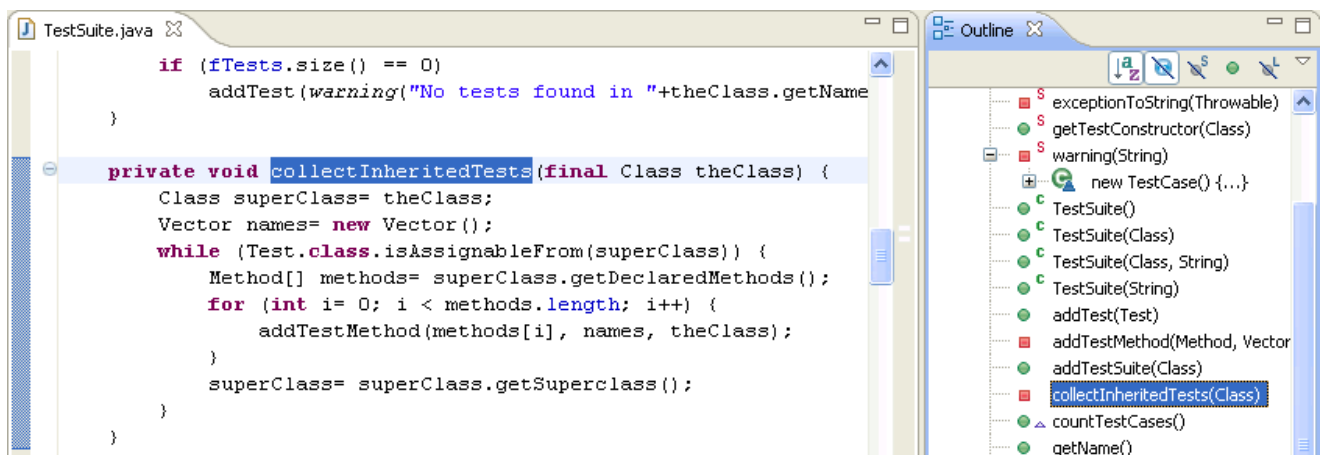 TestSuite.java
if (fTests.size() == 0)
addTest(warning("No tests found in "+theClass.getName
}
private void collectInheritedTests(final Class theClass) {
Class superClass= theClass;
Vector names= new Vector();
while (Test.class.isAssignableFrom(superClass)) {
Method[] methods= superClass.getDeclaredMethods();
for (int i= 0; i < methods.length; i++) {
addTestMethod(methods[i], names, theClass);
}
superClass= superClass.getSuperclass();
}
}
Outline
exceptionToString(Throwable)
getTestConstructor(Class)
warning(String)
new TestCase() {...}
TestSuite()
TestSuite(Class)
TestSuite(Class, String)
TestSuite(String)
addTest(Test)
addTestMethod(Method, Vector
addTestSuite(Class)
collectInheritedTests(Class)
countTestCases()
getName()